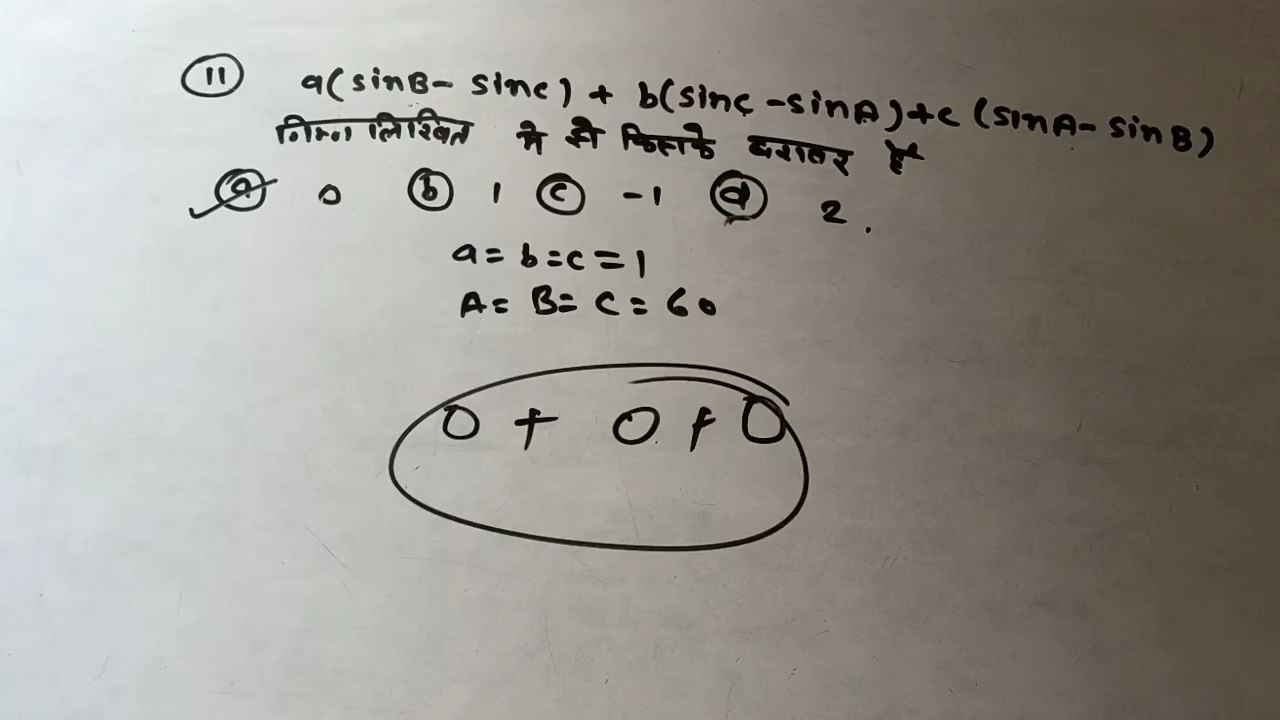 11 a(sinB - sinc) + b(sinc - sinA) + c (sinA - sinB)
निम्न लिखित में से किसके बराबर है
a 0 b 1 c -1 d 2.
a = b = c = 1
A = B = C = 60
0 + 0 + 0